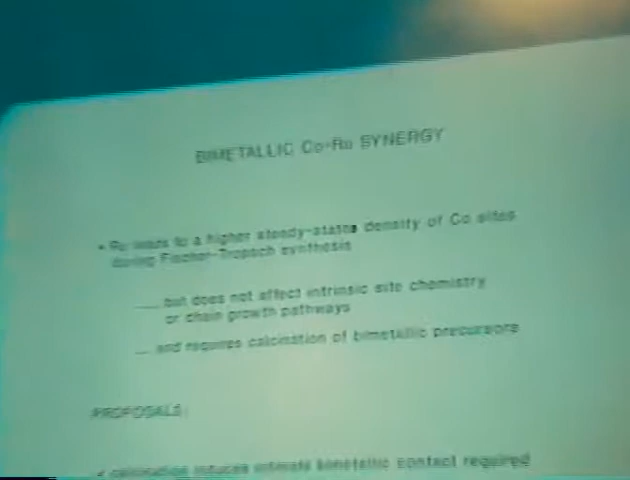 BIMETALLIC Co-Ru SYNERGY
• Ru leads to a higher steady-state density of Co sites
during Fischer-Tropsch synthesis
... but does not affect intrinsic site chemistry
or chain growth pathways
... and requires calcination of bimetallic precursors
PROPOSALS:
• calcination induces intimate bimetallic contact required